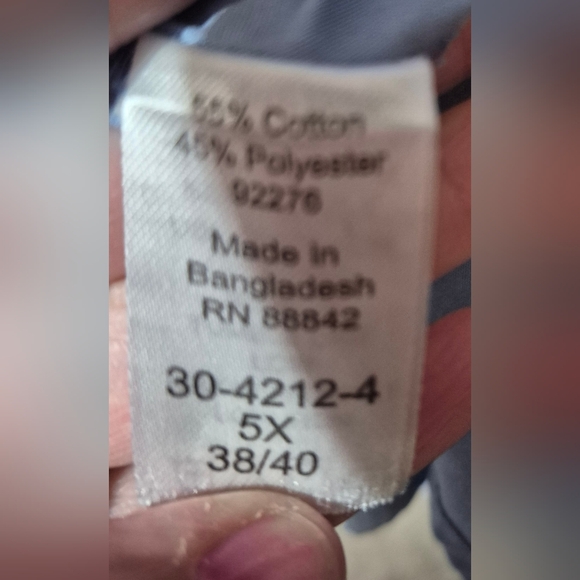 55% Cotton
45% Polyester
92276
Made in
Bangladesh
RN 88842
30-4212-4
5X
38/40